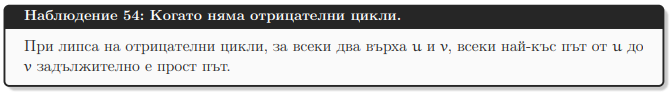 Наблюдение 54: Когато няма отрицателни цикли.
При липса на отрицателни цикли, за всеки два върха u и v, всеки най-къс път от u до
v задължително е прост път.